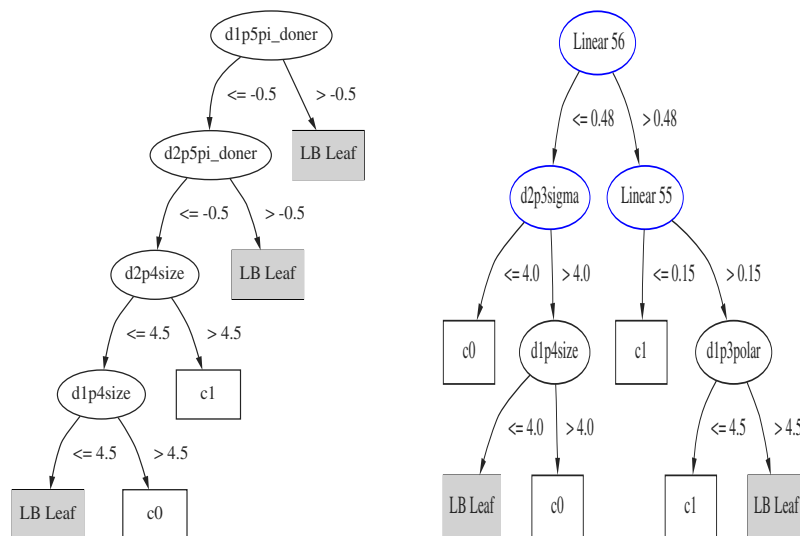 d1p5pi_doner
<= -0.5
> -0.5
d2p5pi_doner
LB Leaf
<= -0.5
> -0.5
d2p4size
LB Leaf
<= 4.5
> 4.5
d1p4size
c1
<= 4.5
> 4.5
LB Leaf
c0
Linear 56
<= 0.48
> 0.48
d2p3sigma
Linear 55
<= 4.0
> 4.0
<= 0.15
> 0.15
c0
d1p4size
c1
d1p3polar
<= 4.0
> 4.0
<= 4.5
> 4.5
LB Leaf
c0
c1
LB Leaf